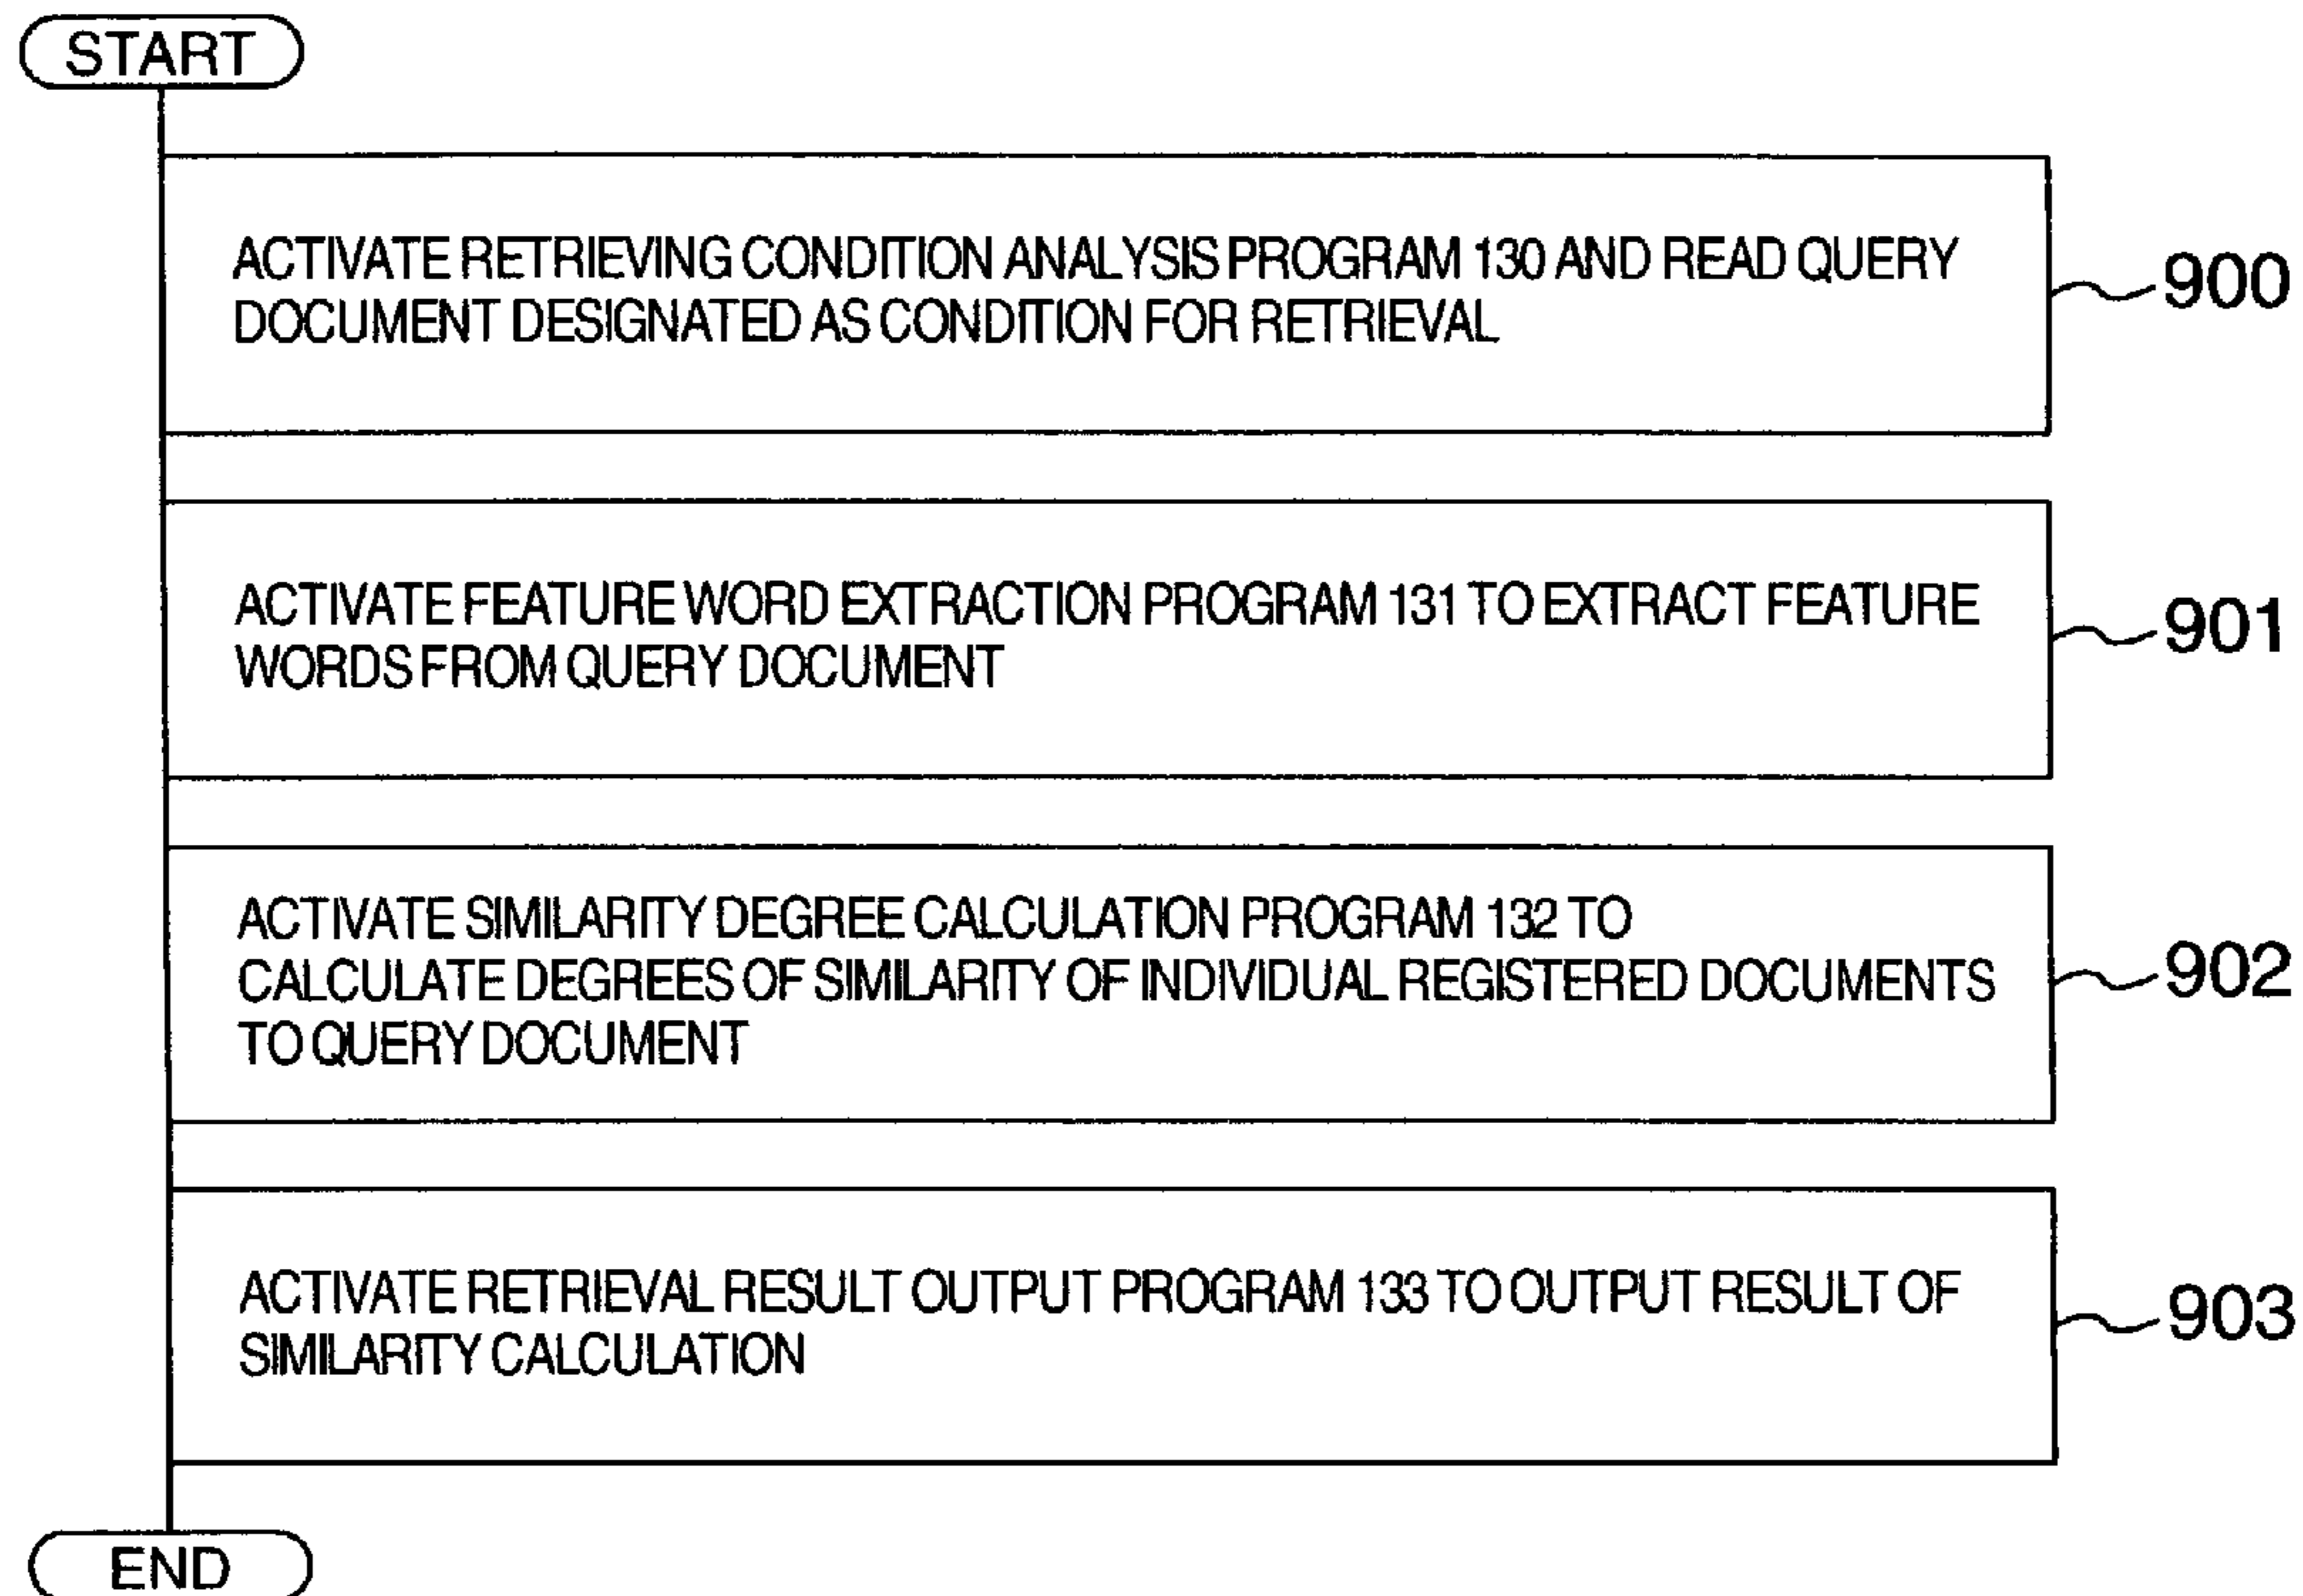 START
ACTIVATE RETRIEVING CONDITION ANALYSIS PROGRAM 130 AND READ QUERY
DOCUMENT DESIGNATED AS CONDITION FOR RETRIEVAL
900
ACTIVATE FEATURE WORD EXTRACTION PROGRAM 131 TO EXTRACT FEATURE
WORDS FROM QUERY DOCUMENT
901
ACTIVATE SIMILARITY DEGREE CALCULATION PROGRAM 132 TO
CALCULATE DEGREES OF SIMILARITY OF INDIVIDUAL REGISTERED DOCUMENTS
TO QUERY DOCUMENT
902
ACTIVATE RETRIEVAL RESULT OUTPUT PROGRAM 133 TO OUTPUT RESULT OF
SIMILARITY CALCULATION
903
END